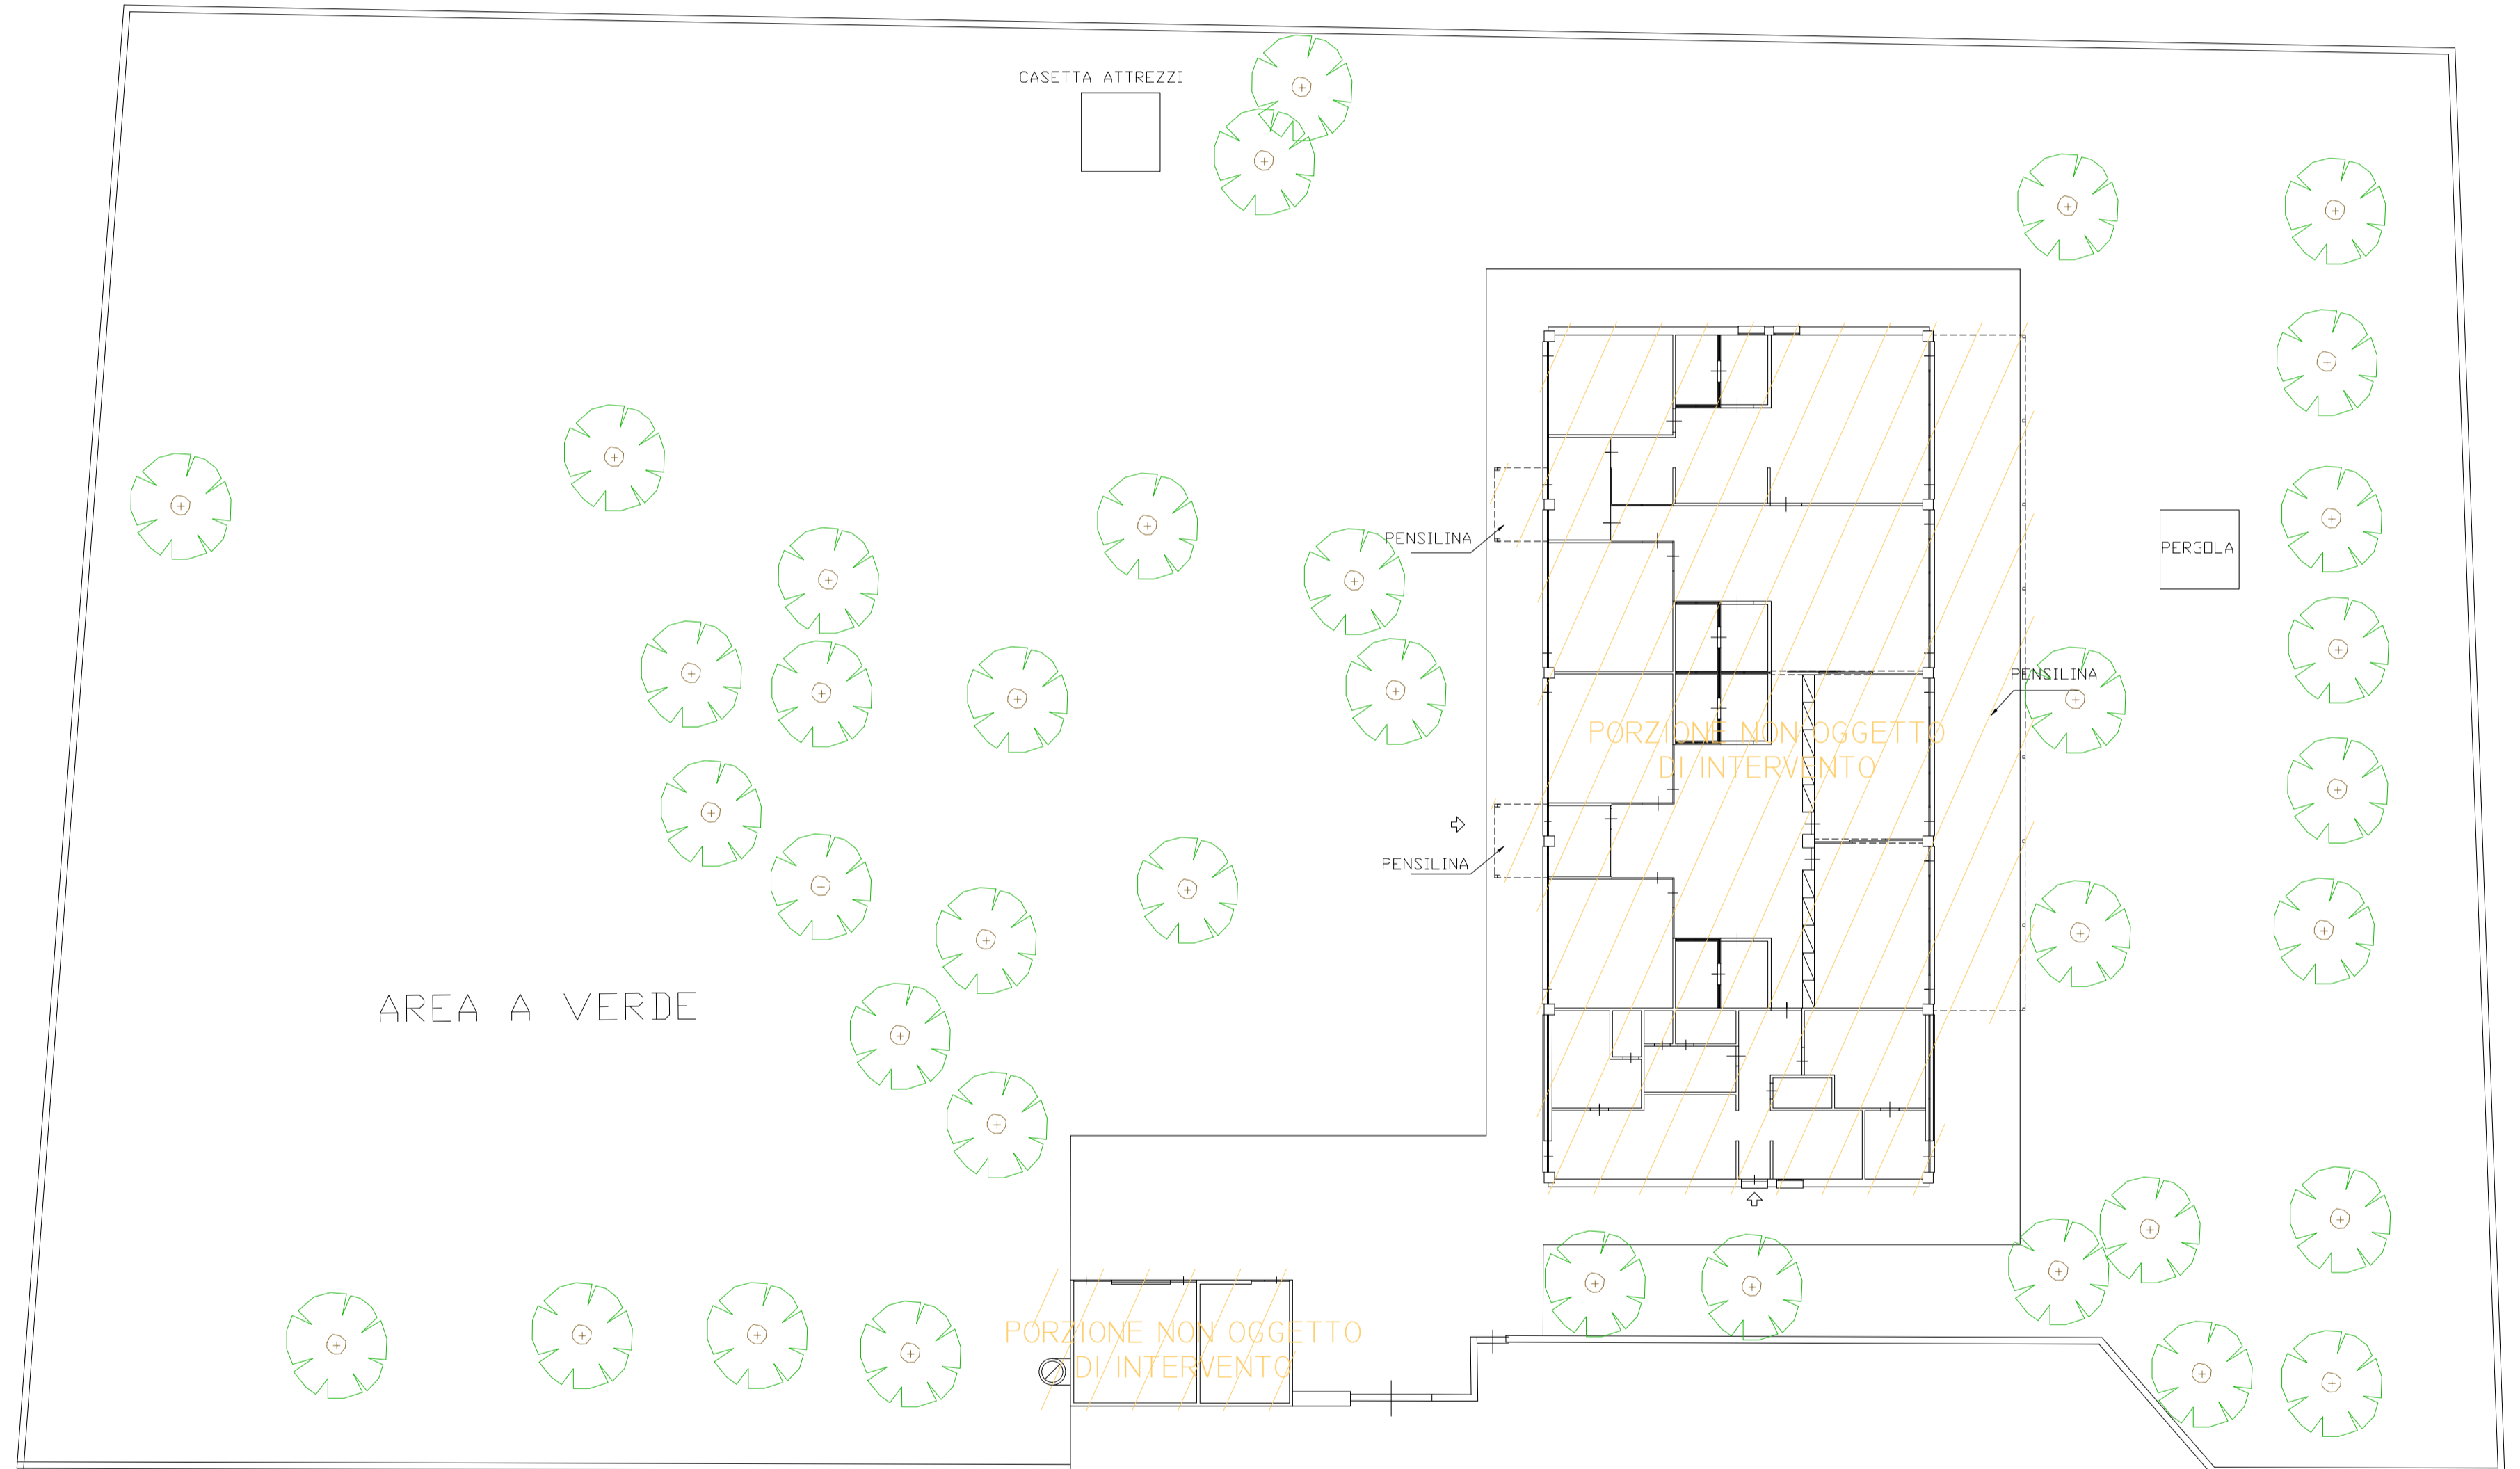 CASETTA ATTREZZI
PENSILINA
PERGOLA
PENSILINA
PORZIONE NON OGGETTO
DI INTERVENTO
PENSILINA
AREA A VERDE
PORZIONE NON OGGETTO
DI INTERVENTO